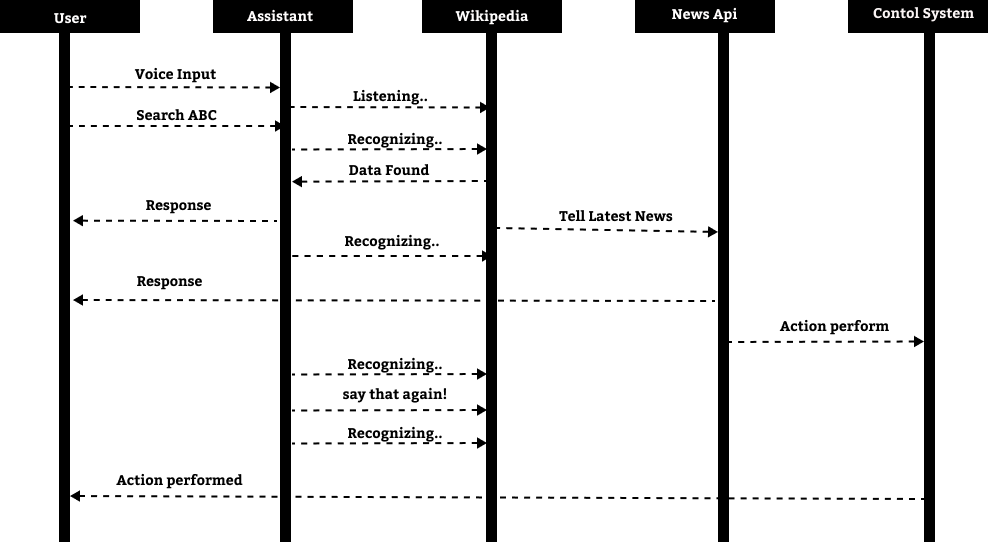 User
Assistant
Wikipedia
News Api
Contol System
Voice Input
Listening..
Search ABC
Recognizing..
Data Found
Response
Tell Latest News
Recognizing..
Response
Action perform
Recognizing..
say that again!
Recognizing..
Action performed